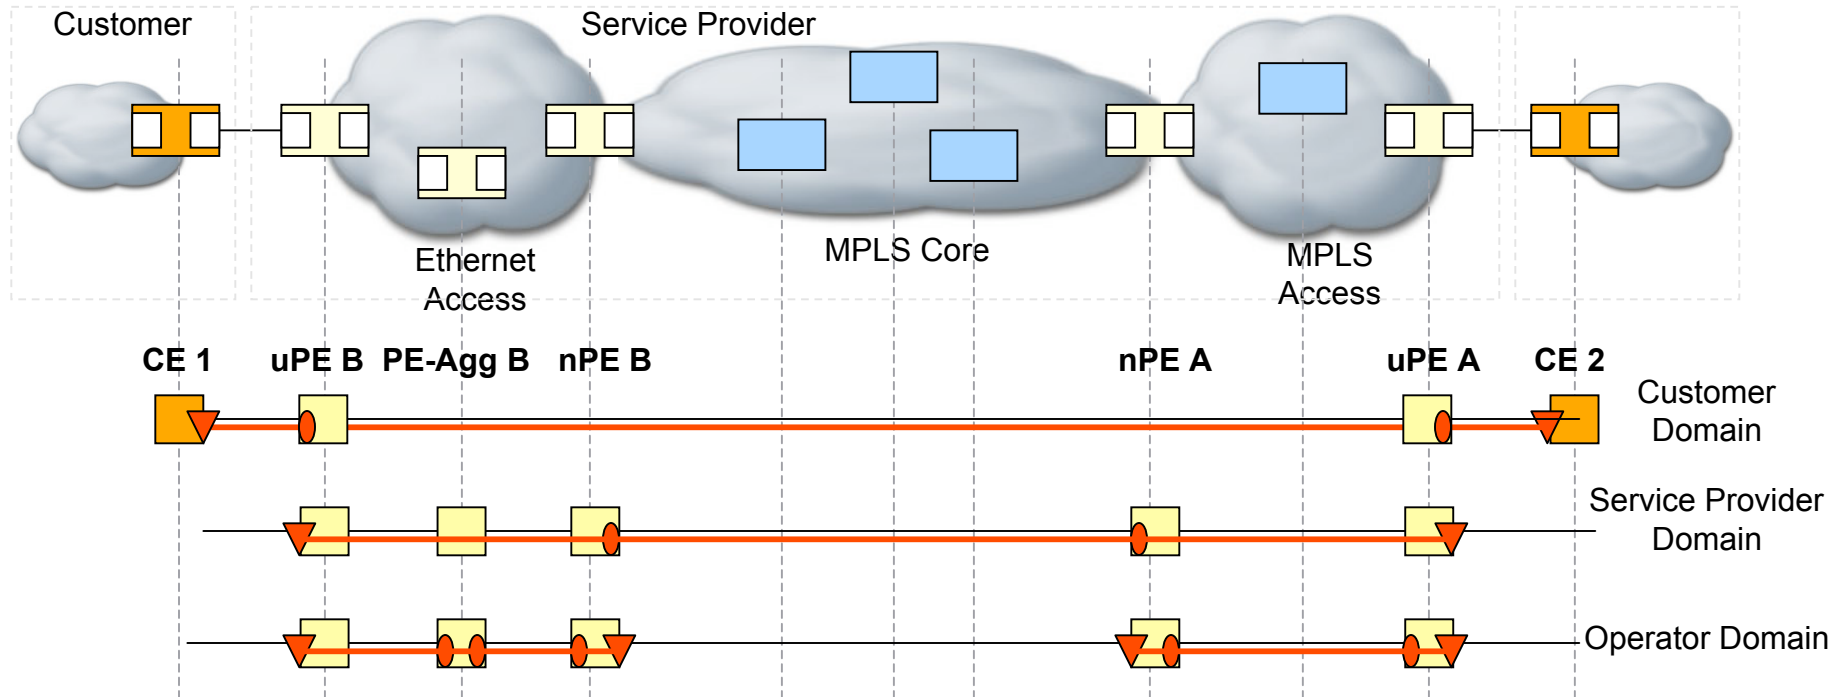 Customer
Service Provider
Ethernet
Access
MPLS Core
MPLS
Access
CE 1
uPE B
PE-Agg B
nPE B
nPE A
uPE A
CE 2
Customer
Domain
Service Provider
Domain
Operator Domain